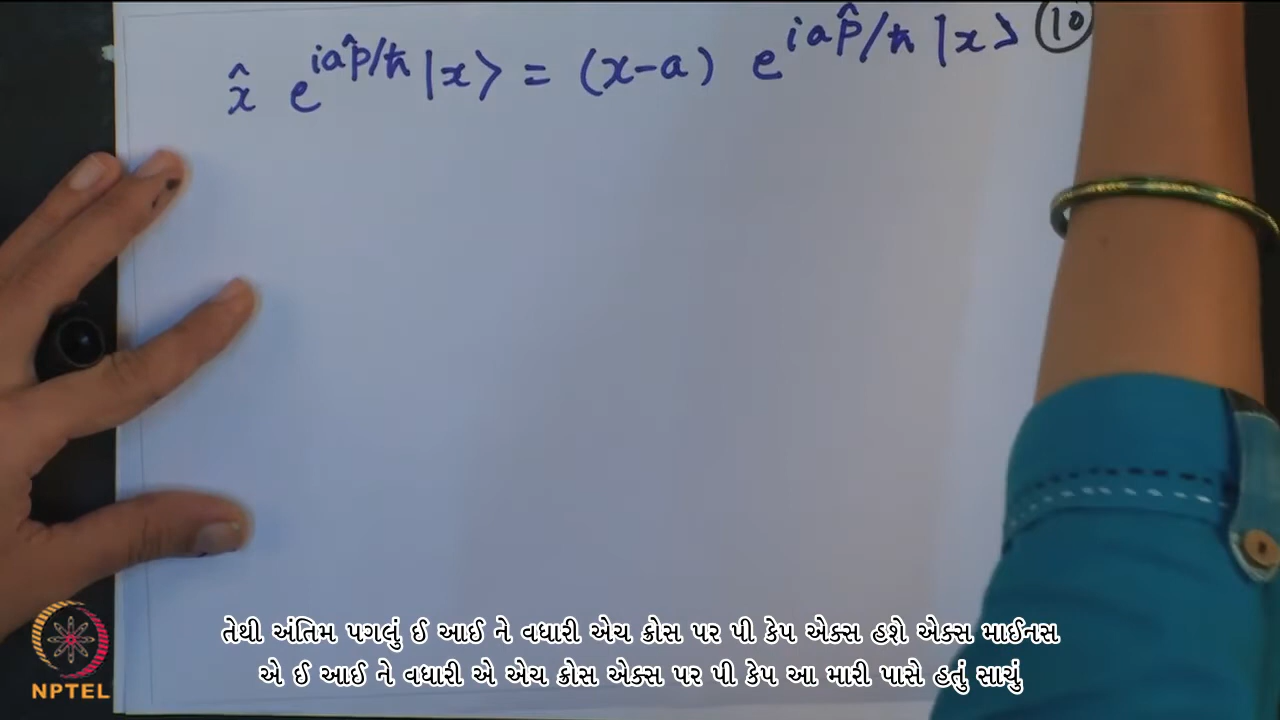 x̂ e^{iap̂/ħ} |x⟩ = (x-a) e^{iap̂/ħ} |x⟩ ⑩
તેથી અંતિમ પગલું ઈ આઈ ને વધારી એચ ક્રોસ પર પી કેપ એક્સ હશે એક્સ માઈનસ
એ ઈ આઈ ને વધારી એ એચ ક્રોસ એક્સ પર પી કેપ આ મારી પાસે હતું સાચું
NPTEL